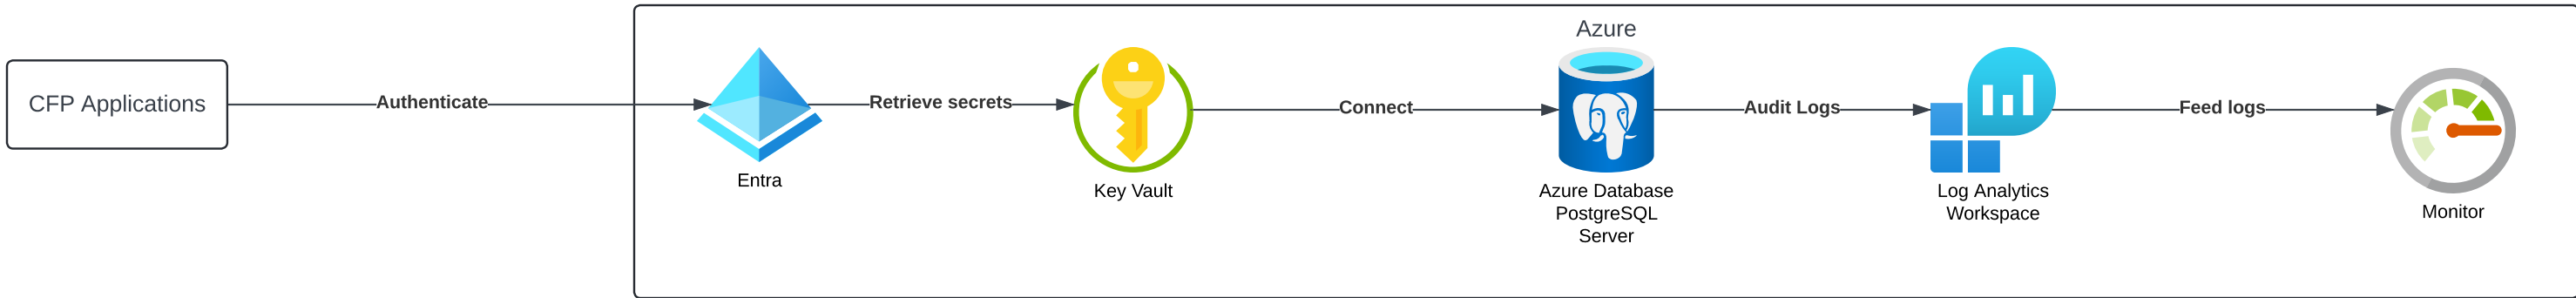 Azure
CFP Applications
Authenticate
Retrieve secrets
Connect
Audit Logs
Feed logs
Entra
Key Vault
Azure Database
PostgreSQL
Server
Log Analytics
Workspace
Monitor